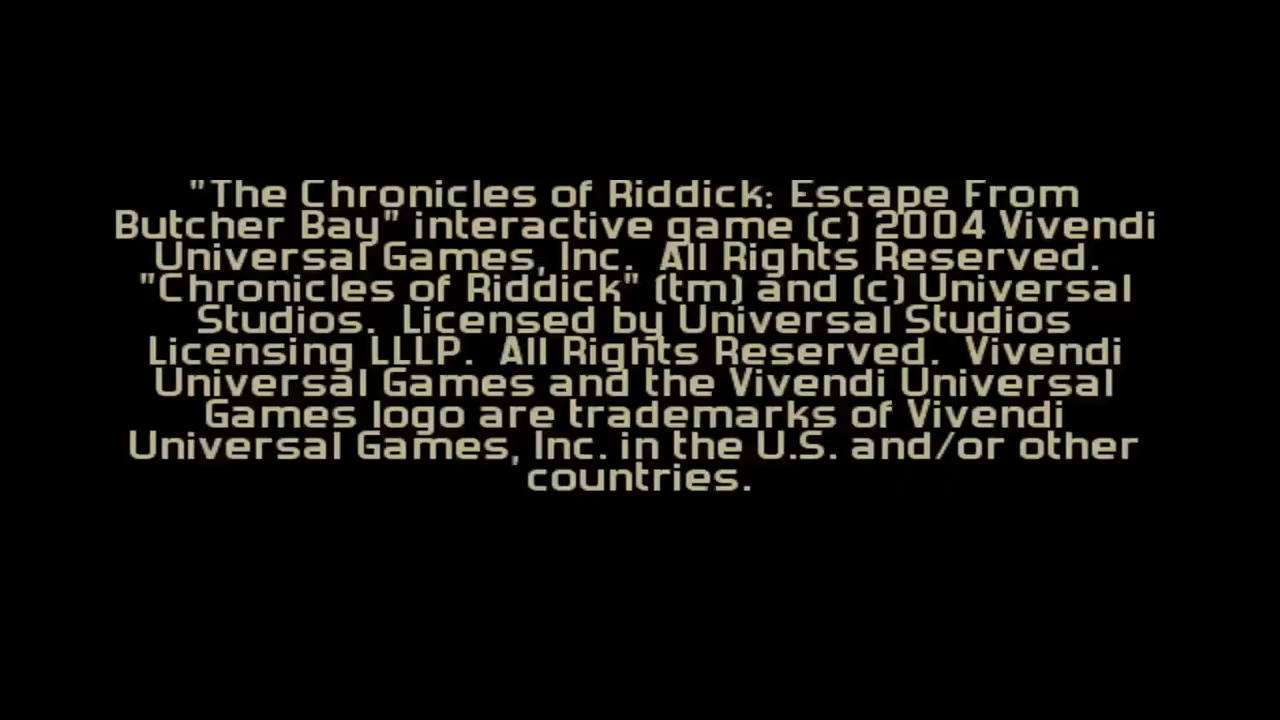 "The Chronicles of Riddick: Escape From
Butcher Bay" interactive game (c) 2004 Vivendi
Universal Games, Inc.  All Rights Reserved.
"Chronicles of Riddick" (tm) and (c) Universal
Studios.  Licensed by Universal Studios
Licensing LLLP.  All Rights Reserved.  Vivendi
Universal Games and the Vivendi Universal
Games logo are trademarks of Vivendi
Universal Games, Inc. in the U.S. and/or other
countries.